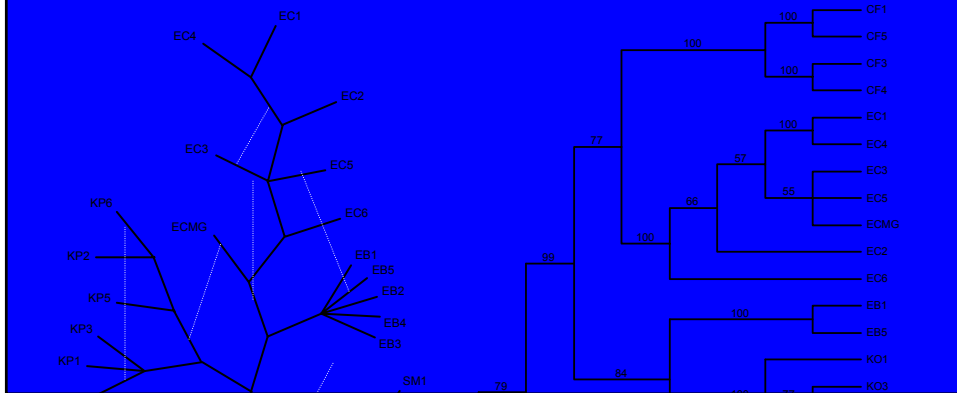 EC1
EC4
EC2
EC3
EC5
KP6
ECMG
EC6
KP2
EB1
EB5
EB2
KP5
EB4
KP3
EB3
KP1
SM1
CF1
100
CF5
100
CF3
100
CF4
EC1
100
EC4
77
57
EC3
55
EC5
88
ECMG
100
EC2
99
EC6
EB1
100
EB5
KO1
84
79
KO3